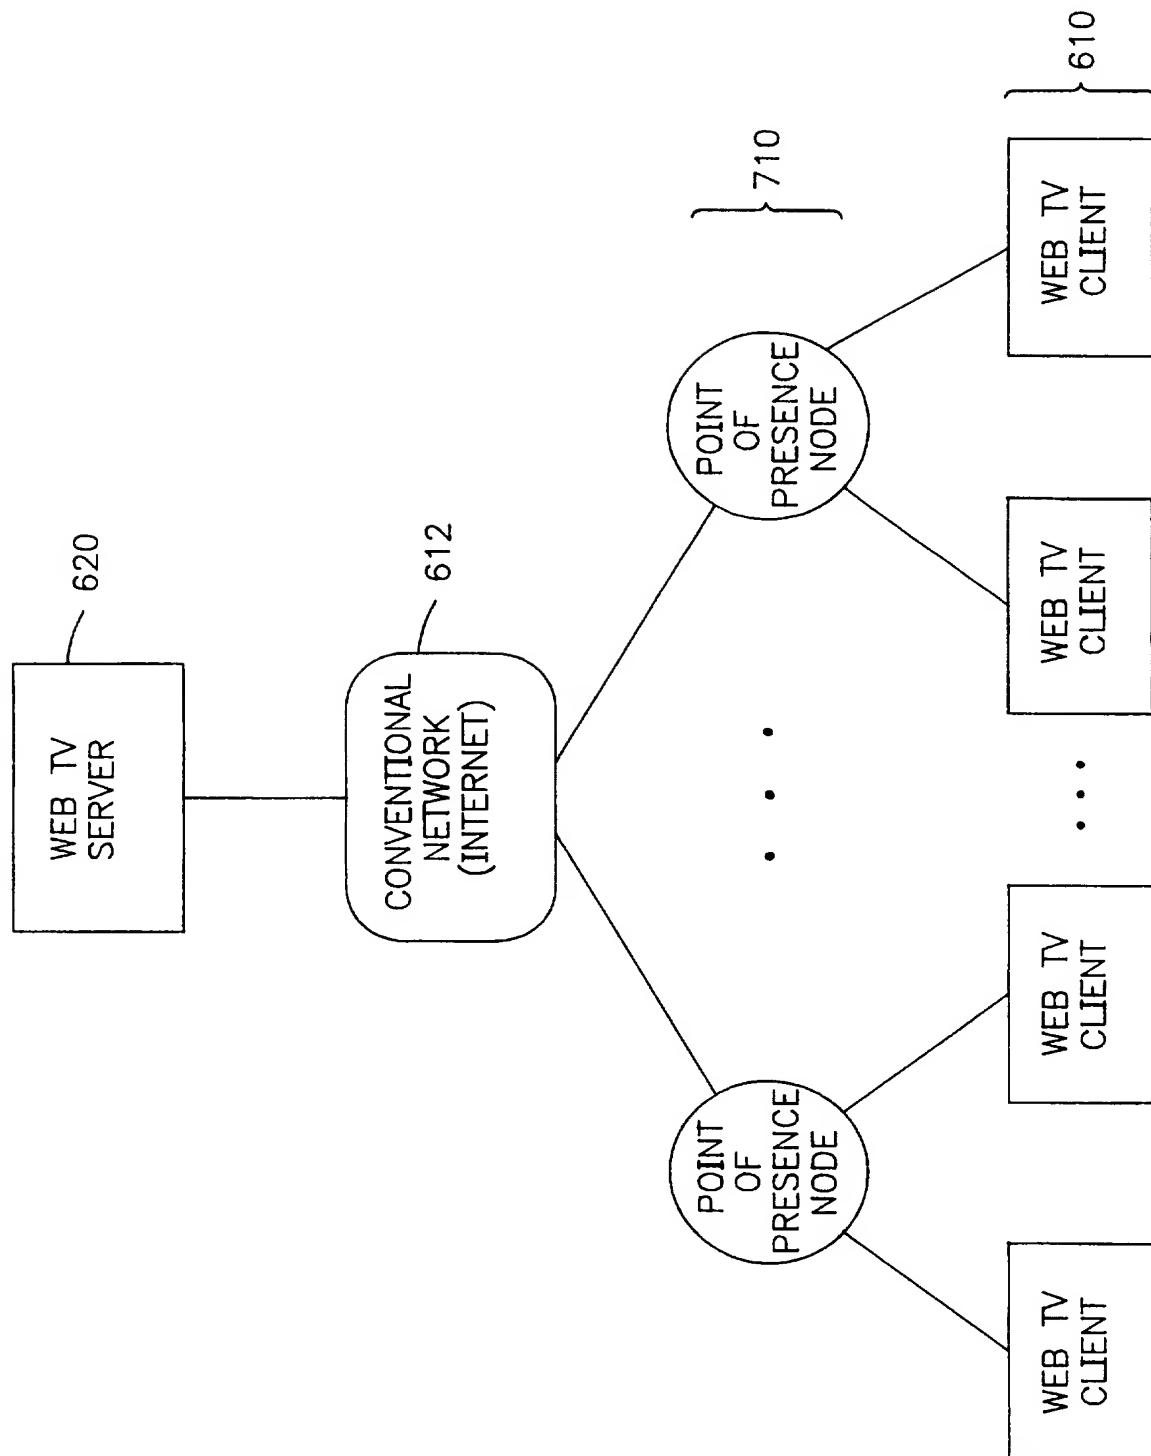 WEB TV
SERVER
620
CONVENTIONAL
NETWORK
(INTERNET)
612
POINT
OF
PRESENCE
NODE
POINT
OF
PRESENCE
NODE
710
WEB TV
CLIENT
WEB TV
CLIENT
WEB TV
CLIENT
WEB TV
CLIENT
610